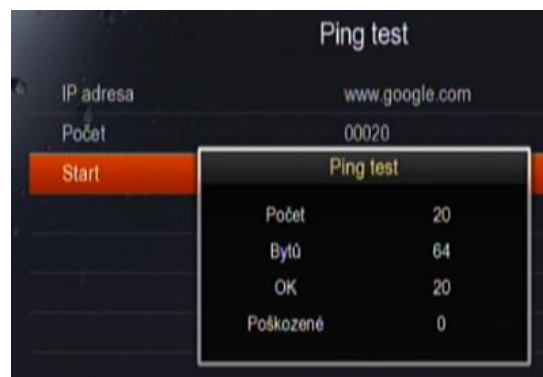 Ping test
IP adresa www.google.com
Počet 00020
Start
Ping test
Počet 20
Bytů 64
OK 20
Poškozené 0